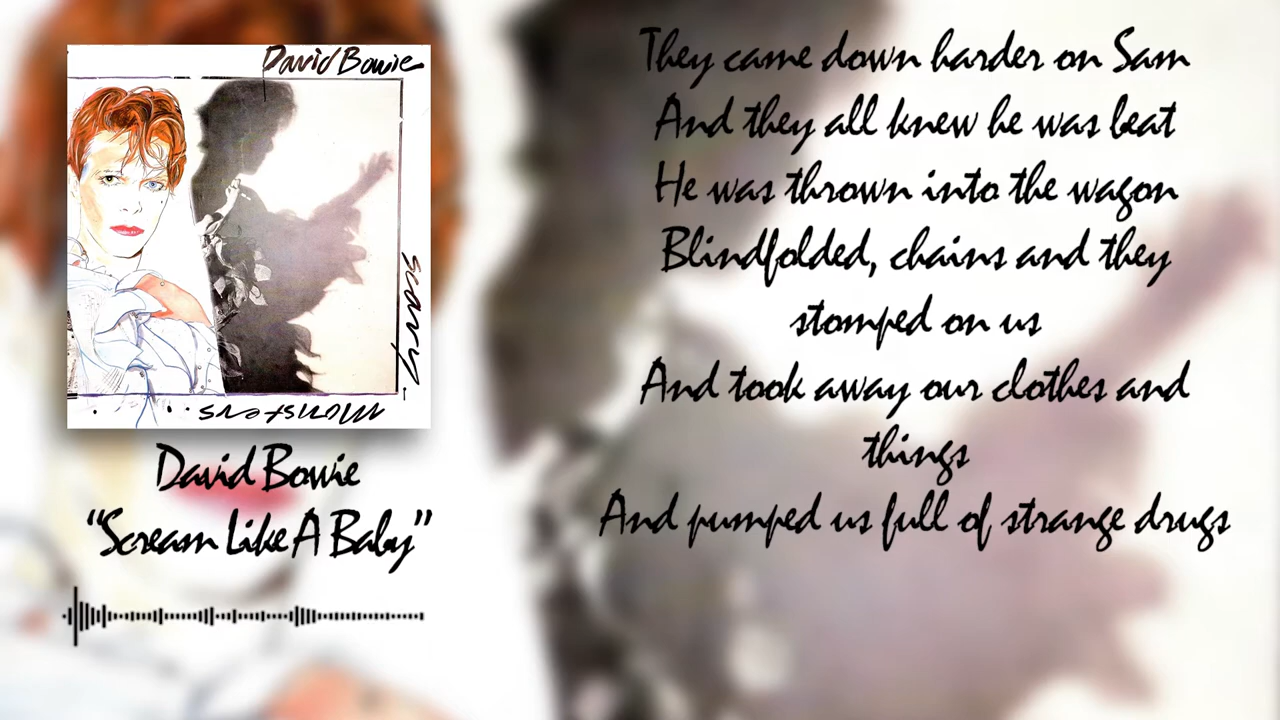 David Bowie
scary
monsters
David Bowie
“Scream Like A Baby”
They came down harder on Sam
And they all knew he was beat
He was thrown into the wagon
Blindfolded, chains and they
stomped on us
And took away our clothes and
things
And pumped us full of strange drugs